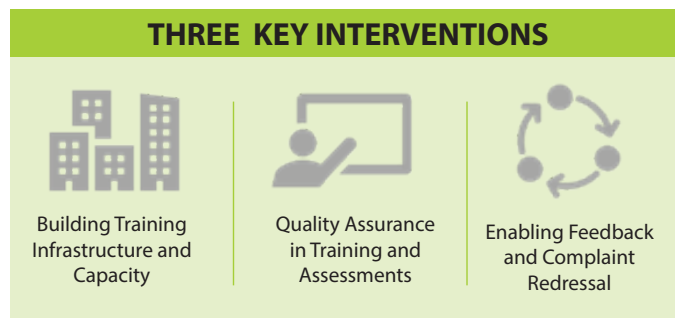 THREE KEY INTERVENTIONS
Building Training
Infrastructure and
Capacity
Quality Assurance
in Training and
Assessments
Enabling Feedback
and Complaint
Redressal